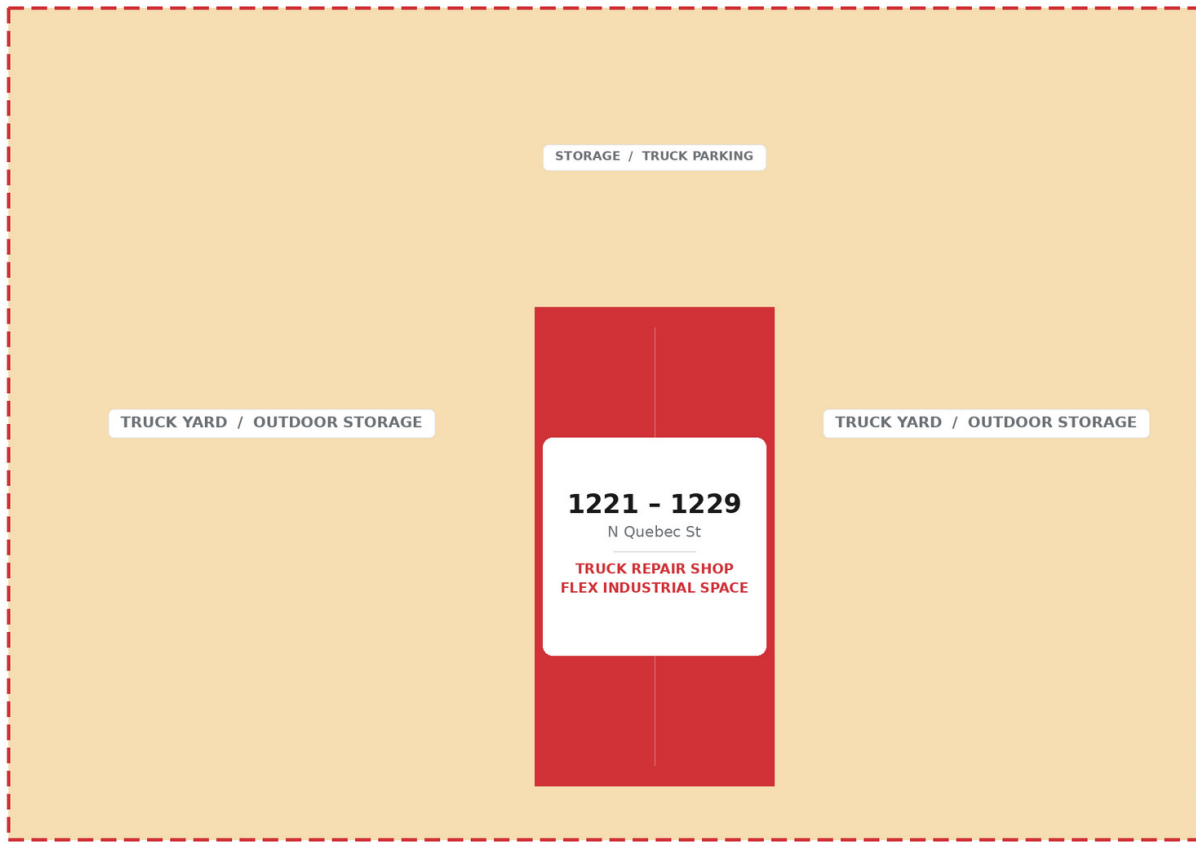 STORAGE / TRUCK PARKING
TRUCK YARD / OUTDOOR STORAGE
TRUCK YARD / OUTDOOR STORAGE
1221 – 1229
N Quebec St
TRUCK REPAIR SHOP
FLEX INDUSTRIAL SPACE